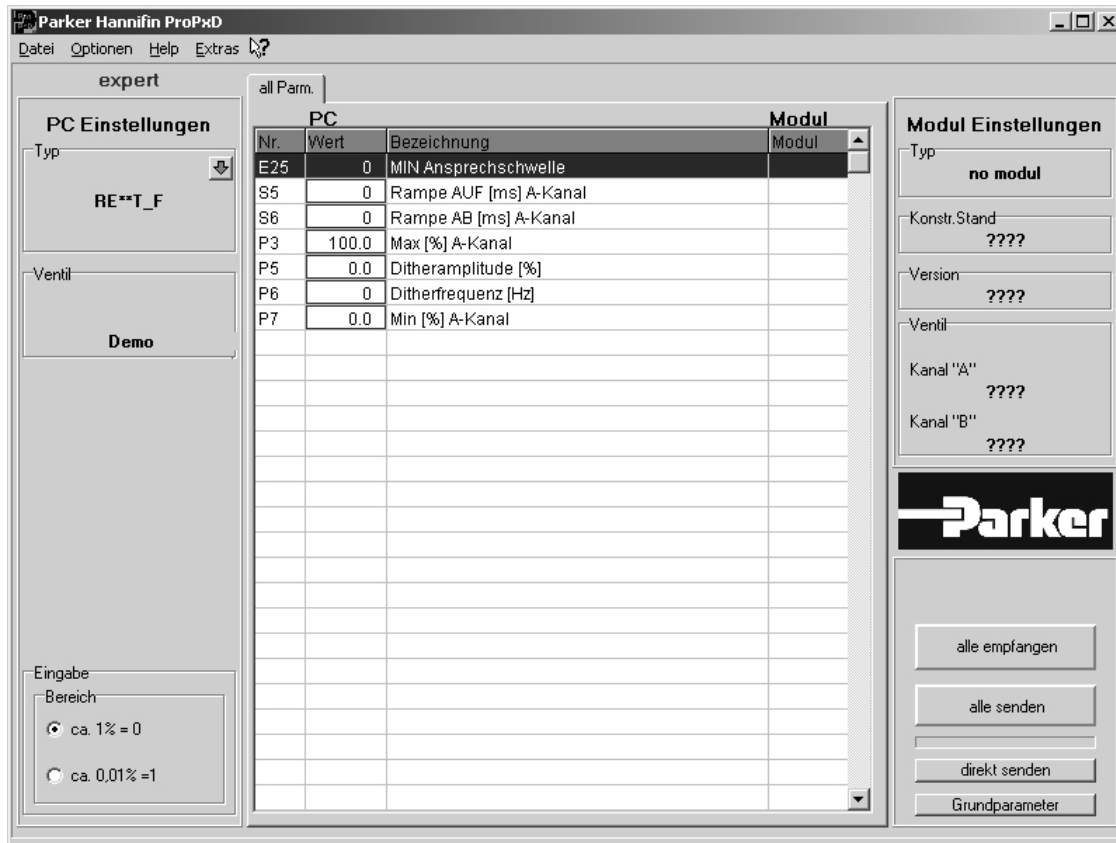 Parker Hannifin ProPxD
Datei Optionen Help Extras
expert
PC Einstellungen
Typ
RE**T_F
Ventil
Demo
Eingabe
Bereich
ca. 1% = 0
ca. 0,01% =1
all Parm.
PC Modul
Nr. Wert Bezeichnung Modul
E25 0 MIN Ansprechschwelle
S5 0 Rampe AUF [ms] A-Kanal
S6 0 Rampe AB [ms] A-Kanal
P3 100.0 Max [%] A-Kanal
P5 0.0 Ditheramplitude [%]
P6 0 Ditherfrequenz [Hz]
P7 0.0 Min [%] A-Kanal
Modul Einstellungen
Typ
no modul
Konstr.Stand
????
Version
????
Ventil
Kanal "A"
????
Kanal "B"
????
Parker
alle empfangen
alle senden
direkt senden
Grundparameter